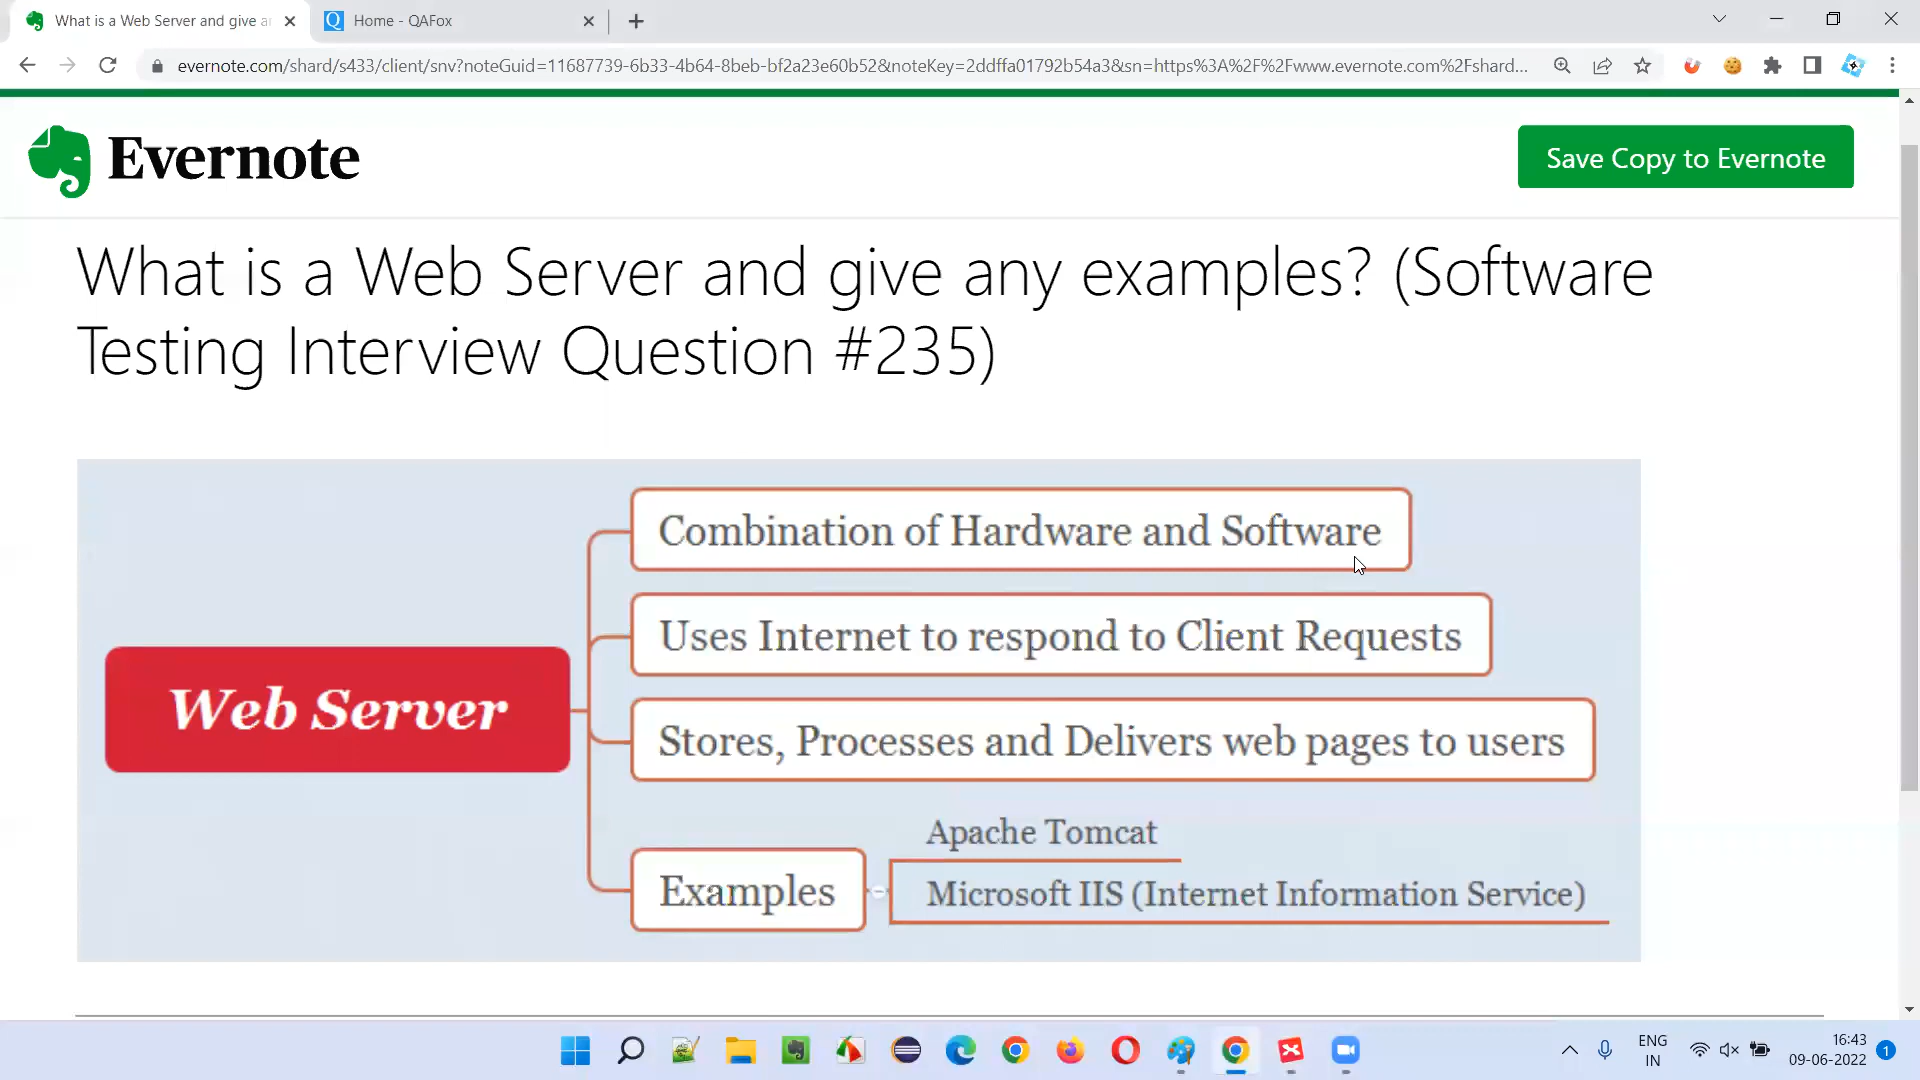 What is a Web Server and give a
Home - QAFox
evernote.com/shard/s433/client/snv?noteGuid=11687739-6b33-4b64-8beb-bf2a23e60b52&noteKey=2ddffa01792b54a3&sn=https%3A%2F%2Fwww.evernote.com%2Fshard...
Evernote
Save Copy to Evernote
What is a Web Server and give any examples? (Software
Testing Interview Question #235)
Combination of Hardware and Software
Uses Internet to respond to Client Requests
Web Server
Stores, Processes and Delivers web pages to users
Apache Tomcat
Examples
Microsoft IIS (Internet Information Service)
ENG
IN
16:43
09-06-2022
1